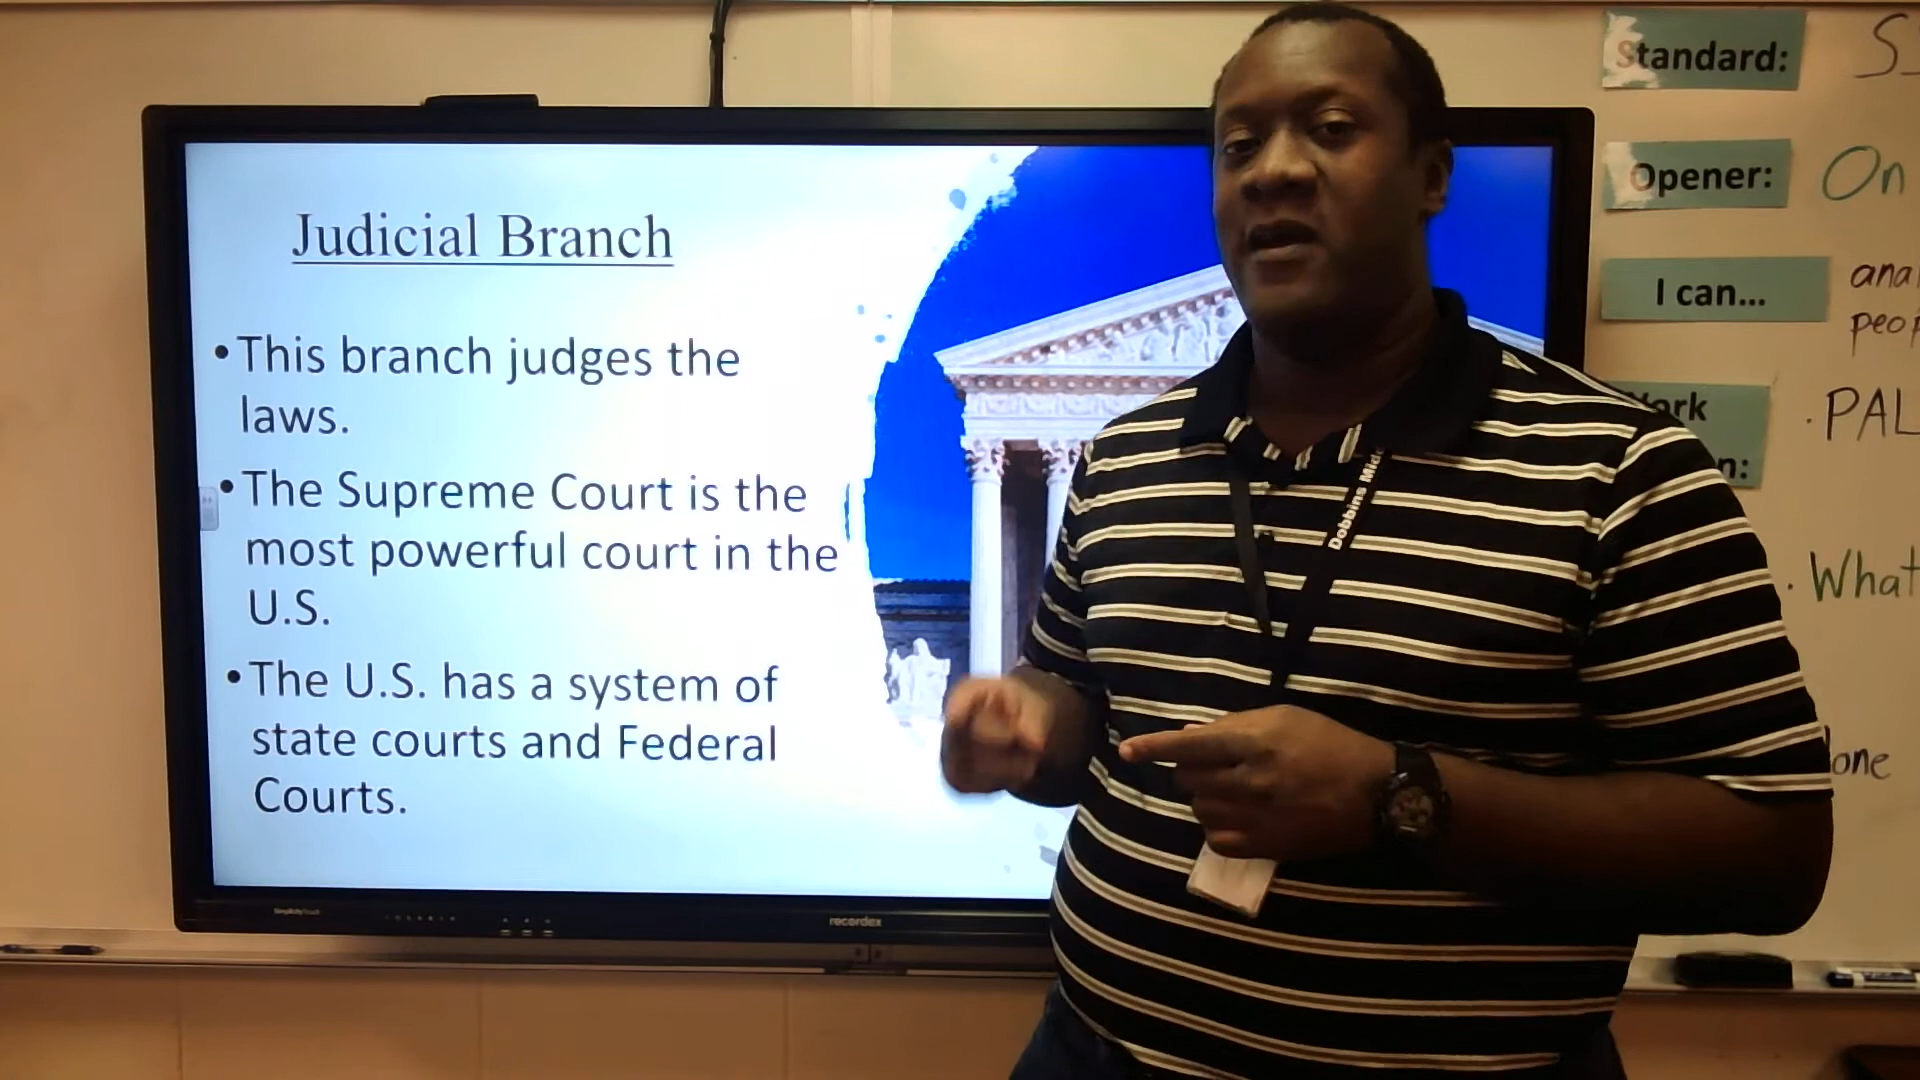 Judicial Branch
•This branch judges the
laws.
•The Supreme Court is the
most powerful court in the
U.S.
•The U.S. has a system of
state courts and Federal
Courts.
recordex
Dobbins
Standard:
Opener:
On
I can...
PAL
What